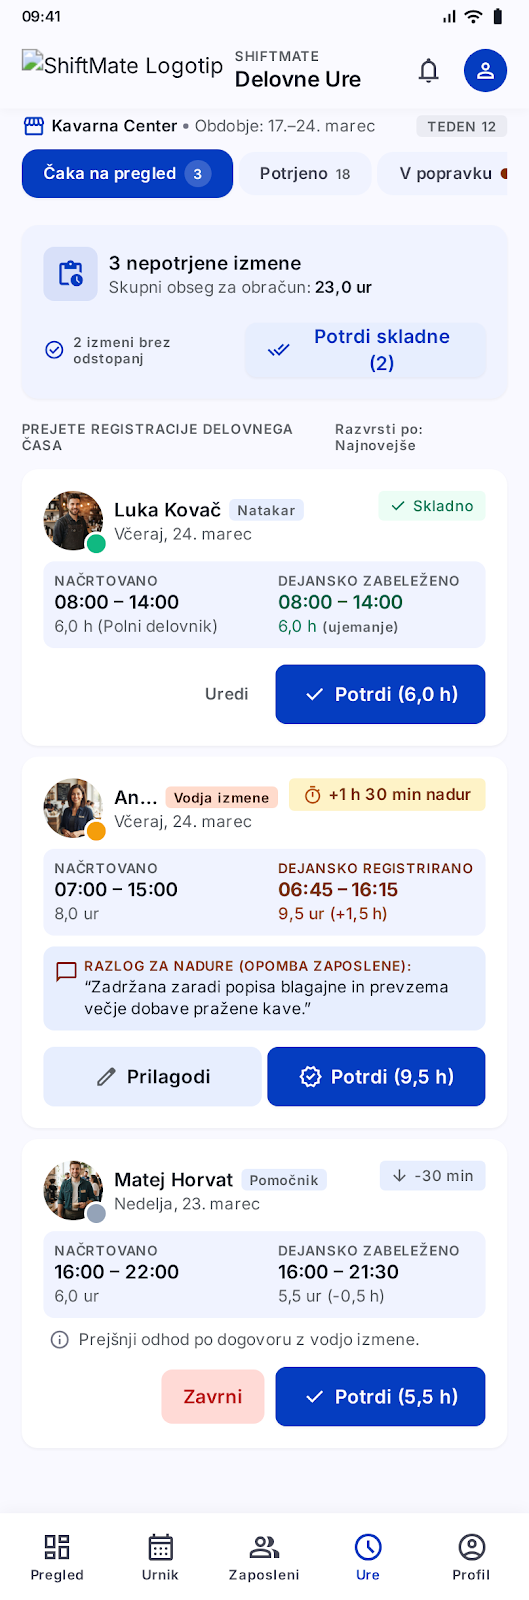 09:41
ShiftMate Logotip
SHIFTMATE
Delovne Ure
Kavarna Center • Obdobje: 17.–24. marec
TEDEN 12
Čaka na pregled 3
Potrjeno 18
V popravku
3 nepotrjene izmene
Skupni obseg za obračun: 23,0 ur
2 izmeni brez
odstopanj
Potrdi skladne
(2)
PREJETE REGISTRACIJE DELOVNEGA
ČASA
Razvrsti po:
Najnovejše
Luka Kovač Natakar
Skladno
Včeraj, 24. marec
NAČRTOVANO
08:00 – 14:00
6,0 h (Polni delovnik)
DEJANSKO ZABELEŽENO
08:00 – 14:00
6,0 h (ujemanje)
Uredi
Potrdi (6,0 h)
An... Vodja izmene
+1 h 30 min nadur
Včeraj, 24. marec
NAČRTOVANO
07:00 – 15:00
8,0 ur
DEJANSKO REGISTRIRANO
06:45 – 16:15
9,5 ur (+1,5 h)
RAZLOG ZA NADURE (OPOMBA ZAPOSLENE):
“Zadržana zaradi popisa blagajne in prevzema
večje dobave pražene kave.”
Prilagodi
Potrdi (9,5 h)
Matej Horvat Pomočnik
-30 min
Nedelja, 23. marec
NAČRTOVANO
16:00 – 22:00
6,0 ur
DEJANSKO ZABELEŽENO
16:00 – 21:30
5,5 ur (-0,5 h)
Prejšnji odhod po dogovoru z vodjo izmene.
Zavrni
Potrdi (5,5 h)
Pregled
Urnik
Zaposleni
Ure
Profil